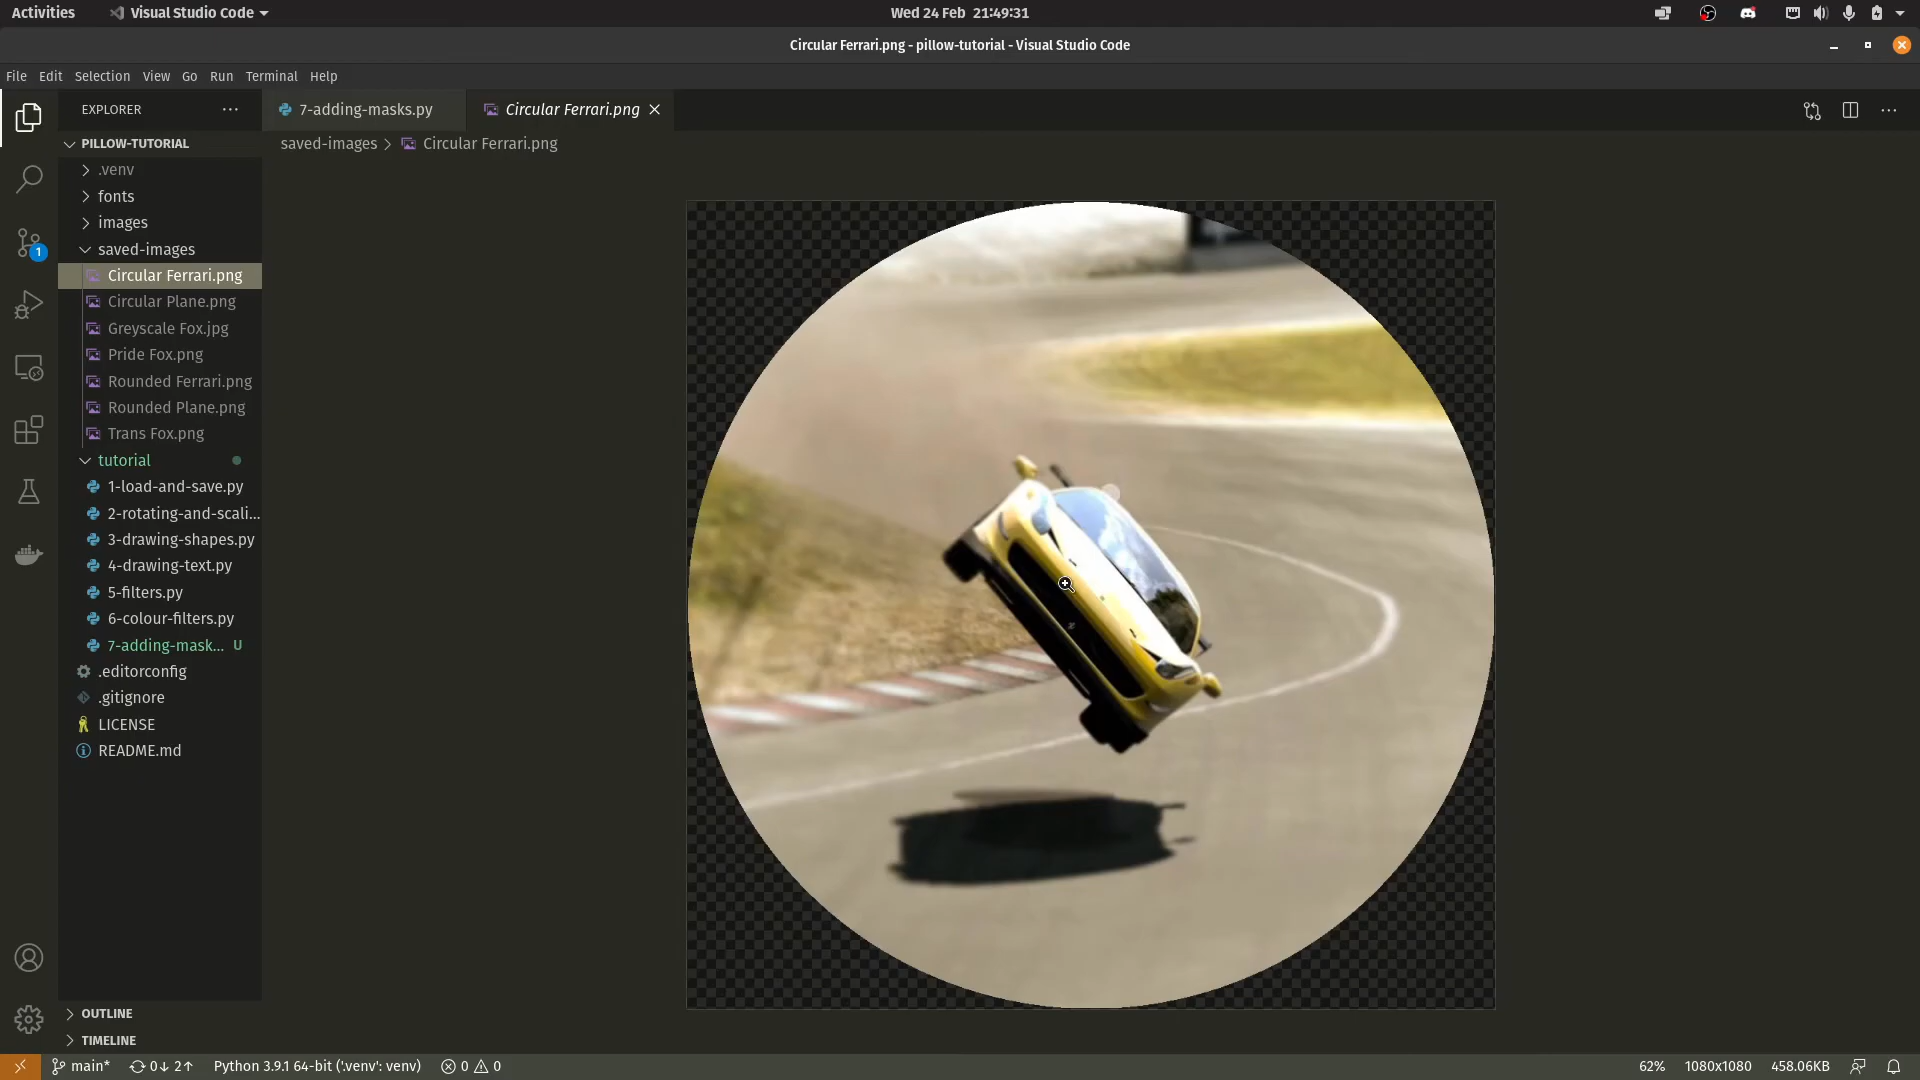 Activities Visual Studio Code Wed 24 Feb 21:49:31
Circular Ferrari.png - pillow-tutorial - Visual Studio Code
File Edit Selection View Go Run Terminal Help
EXPLORER ··· 7-adding-masks.py Circular Ferrari.png ···
PILLOW-TUTORIAL
saved-images > Circular Ferrari.png
.venv
fonts
images
saved-images
Circular Ferrari.png
Circular Plane.png
Greyscale Fox.jpg
Pride Fox.png
Rounded Ferrari.png
Rounded Plane.png
Trans Fox.png
tutorial
1-load-and-save.py
2-rotating-and-scali...
3-drawing-shapes.py
4-drawing-text.py
5-filters.py
6-colour-filters.py
7-adding-mask... U
.editorconfig
.gitignore
LICENSE
README.md
1
OUTLINE
TIMELINE
main* 0↓ 2↑ Python 3.9.1 64-bit ('.venv': venv) 0 0 62% 1080x1080 458.06KB